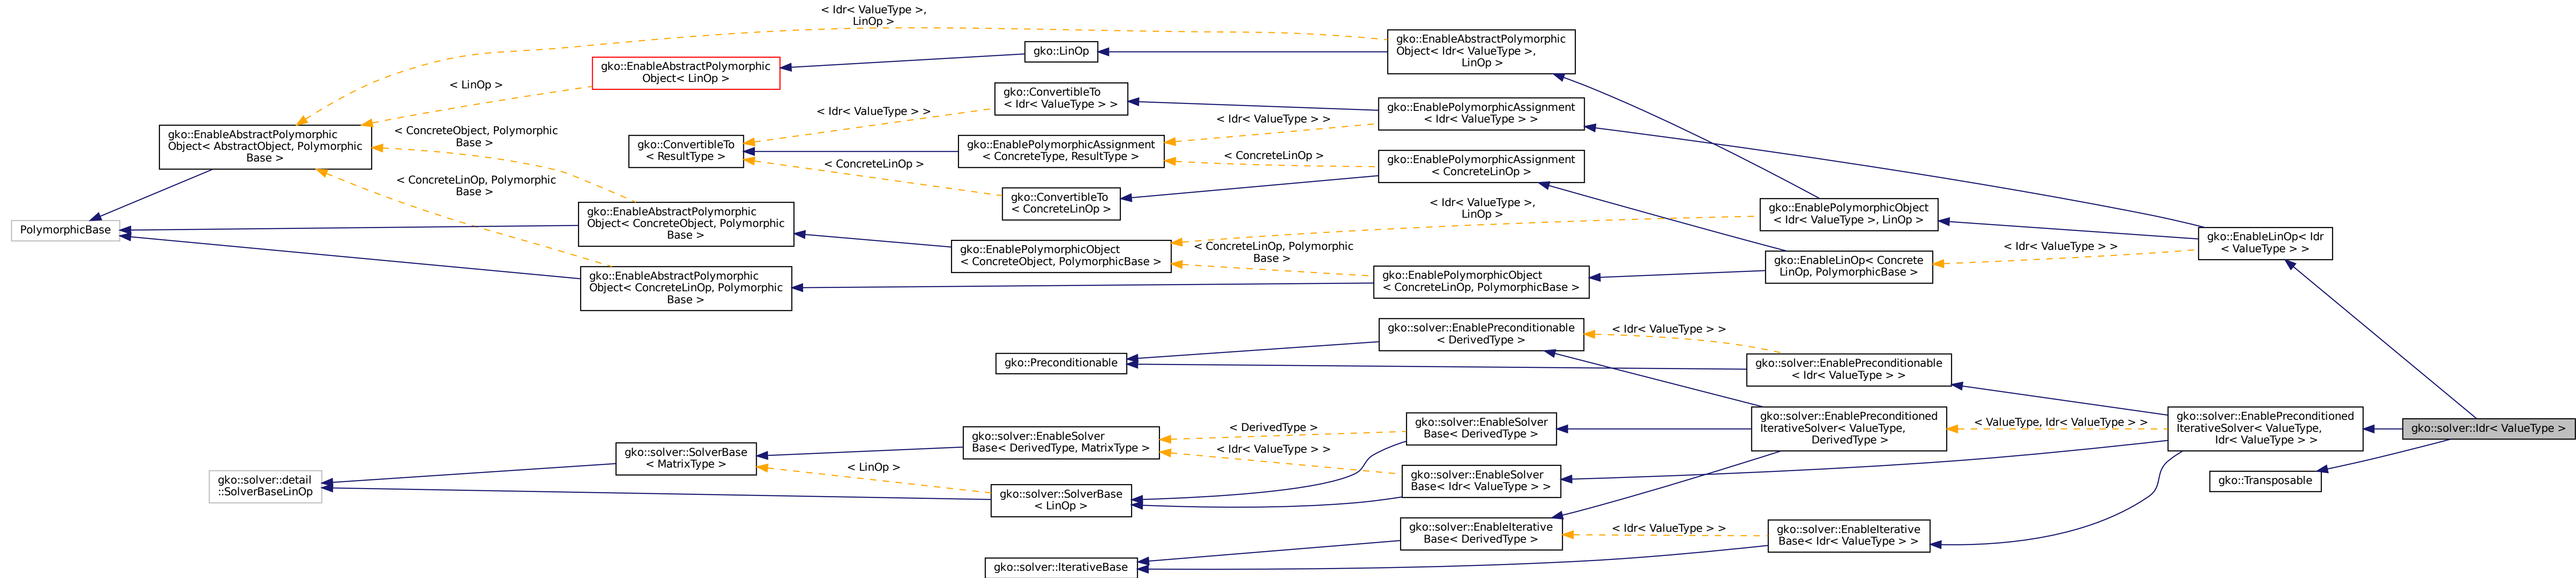 < Idr< ValueType >,
LinOp >
gko::EnableAbstractPolymorphic
Object< Idr< ValueType >,
LinOp >
gko::LinOp
gko::EnableAbstractPolymorphic
Object< LinOp >
< LinOp >
gko::ConvertibleTo
< Idr< ValueType > >
gko::EnablePolymorphicAssignment
< Idr< ValueType > >
< Idr< ValueType > >
< Idr< ValueType > >
gko::EnableAbstractPolymorphic
Object< AbstractObject, Polymorphic
Base >
< ConcreteObject, Polymorphic
Base >
gko::ConvertibleTo
< ResultType >
gko::EnablePolymorphicAssignment
< ConcreteType, ResultType >
< ConcreteLinOp >
gko::EnablePolymorphicAssignment
< ConcreteLinOp >
< ConcreteLinOp >
< ConcreteLinOp, Polymorphic
Base >
gko::ConvertibleTo
< ConcreteLinOp >
< Idr< ValueType >,
LinOp >
gko::EnablePolymorphicObject
< Idr< ValueType >, LinOp >
PolymorphicBase
gko::EnableAbstractPolymorphic
Object< ConcreteObject, Polymorphic
Base >
gko::EnablePolymorphicObject
< ConcreteObject, PolymorphicBase >
< ConcreteLinOp, Polymorphic
Base >
gko::EnableLinOp< Concrete
LinOp, PolymorphicBase >
< Idr< ValueType > >
gko::EnableLinOp< Idr
< ValueType > >
gko::EnableAbstractPolymorphic
Object< ConcreteLinOp, Polymorphic
Base >
gko::EnablePolymorphicObject
< ConcreteLinOp, PolymorphicBase >
gko::solver::EnablePreconditionable
< DerivedType >
< Idr< ValueType > >
gko::Preconditionable
gko::solver::EnablePreconditionable
< Idr< ValueType > >
gko::solver::EnableSolver
Base< DerivedType >
gko::solver::EnablePreconditioned
IterativeSolver< ValueType,
DerivedType >
< ValueType, Idr< ValueType > >
gko::solver::EnablePreconditioned
IterativeSolver< ValueType,
Idr< ValueType > >
gko::solver::Idr< ValueType >
< DerivedType >
gko::solver::EnableSolver
Base< DerivedType, MatrixType >
< Idr< ValueType > >
gko::solver::SolverBase
< MatrixType >
< LinOp >
gko::solver::detail
::SolverBaseLinOp
gko::solver::SolverBase
< LinOp >
gko::solver::EnableSolver
Base< Idr< ValueType > >
gko::Transposable
gko::solver::EnableIterative
Base< DerivedType >
< Idr< ValueType > >
gko::solver::EnableIterative
Base< Idr< ValueType > >
gko::solver::IterativeBase